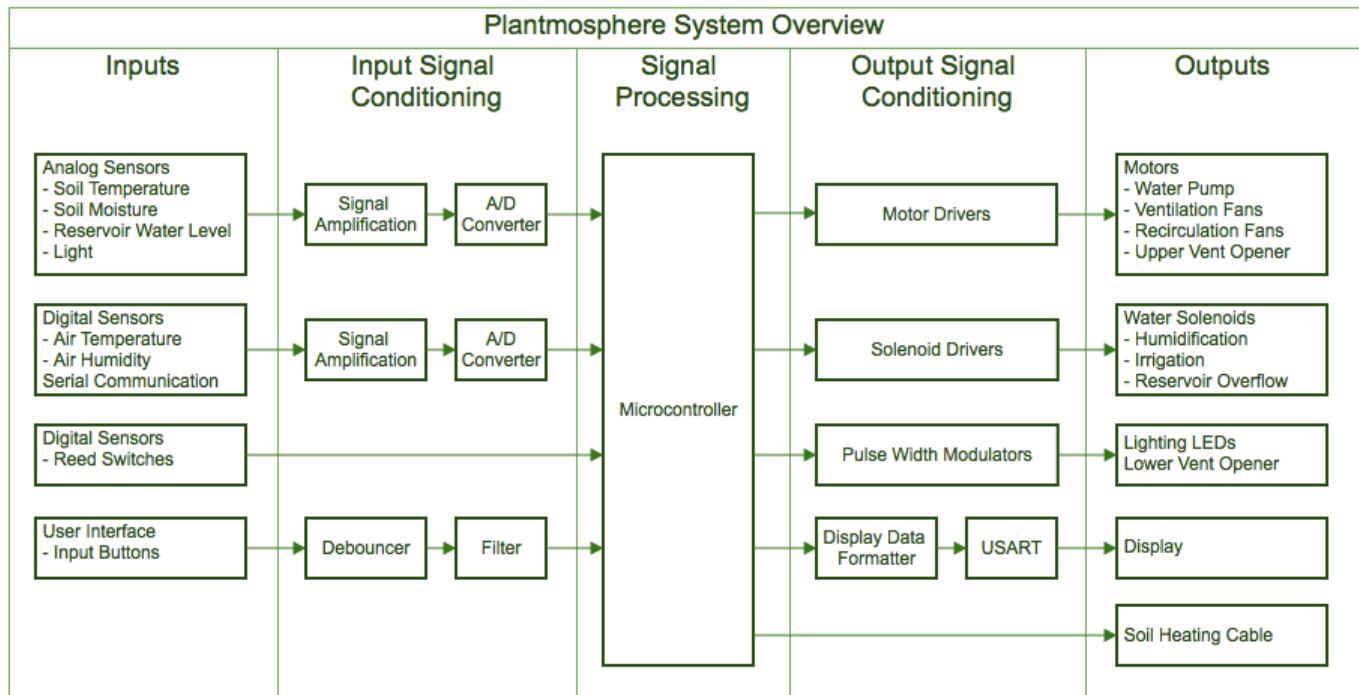 Plantmosphere System Overview
Inputs
Input Signal
Conditioning
Signal
Processing
Output Signal
Conditioning
Outputs
Analog Sensors
- Soil Temperature
- Soil Moisture
- Reservoir Water Level
- Light
Signal
Amplification
A/D
Converter
Motor Drivers
Motors
- Water Pump
- Ventilation Fans
- Recirculation Fans
- Upper Vent Opener
Digital Sensors
- Air Temperature
- Air Humidity
Serial Communication
Signal
Amplification
A/D
Converter
Microcontroller
Solenoid Drivers
Water Solenoids
- Humidification
- Irrigation
- Reservoir Overflow
Digital Sensors
- Reed Switches
Pulse Width Modulators
Lighting LEDs
Lower Vent Opener
User Interface
- Input Buttons
Debouncer
Filter
Display Data
Formatter
USART
Display
Soil Heating Cable